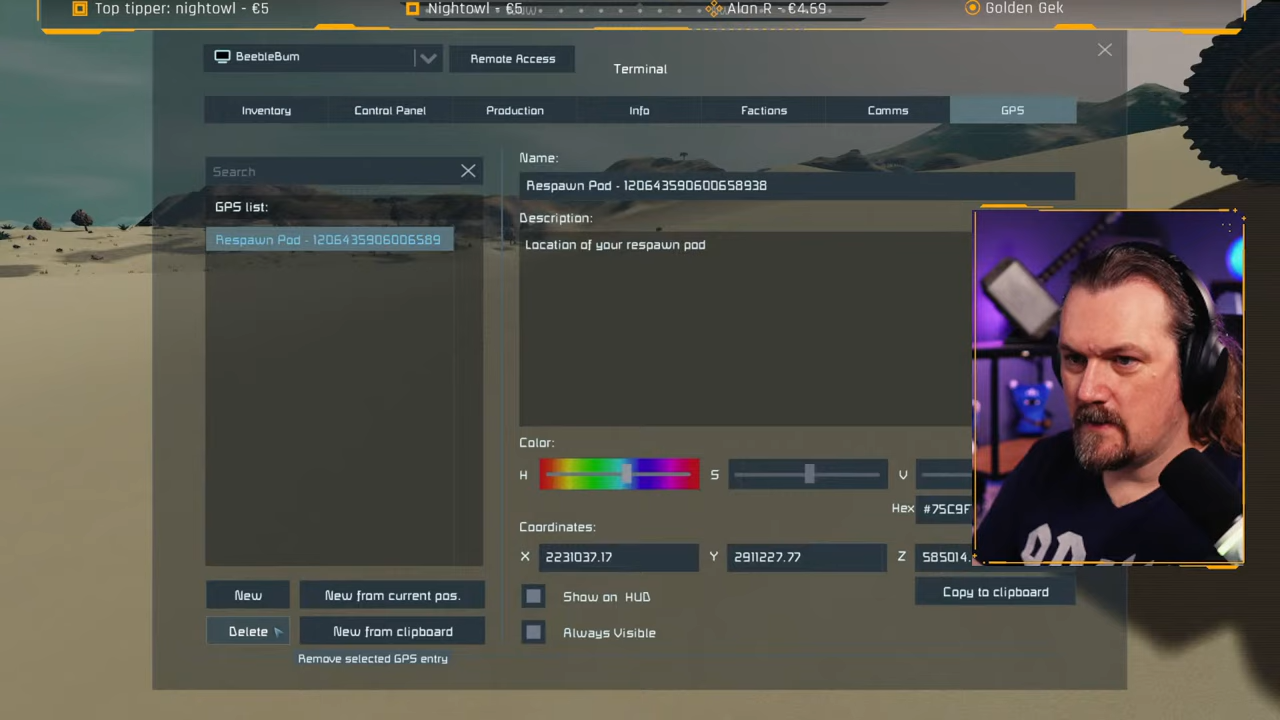 Top tipper: nightowl - €5
Nightowl - €5
Alan R - €4.69
Golden Gek
BeebleBum
Remote Access
Terminal
Inventory
Control Panel
Production
Info
Factions
Comms
GPS
Search
GPS list:
Respawn Pod - 1206435906006589
Name:
Respawn Pod - 120643590600658938
Description:
Location of your respawn pod
Color:
H
S
V
Hex
#75C9F
Coordinates:
X
2231037.17
Y
2911227.77
Z
585014.
Show on HUD
Copy to clipboard
Always Visible
New
New from current pos.
Delete
New from clipboard
Remove selected GPS entry